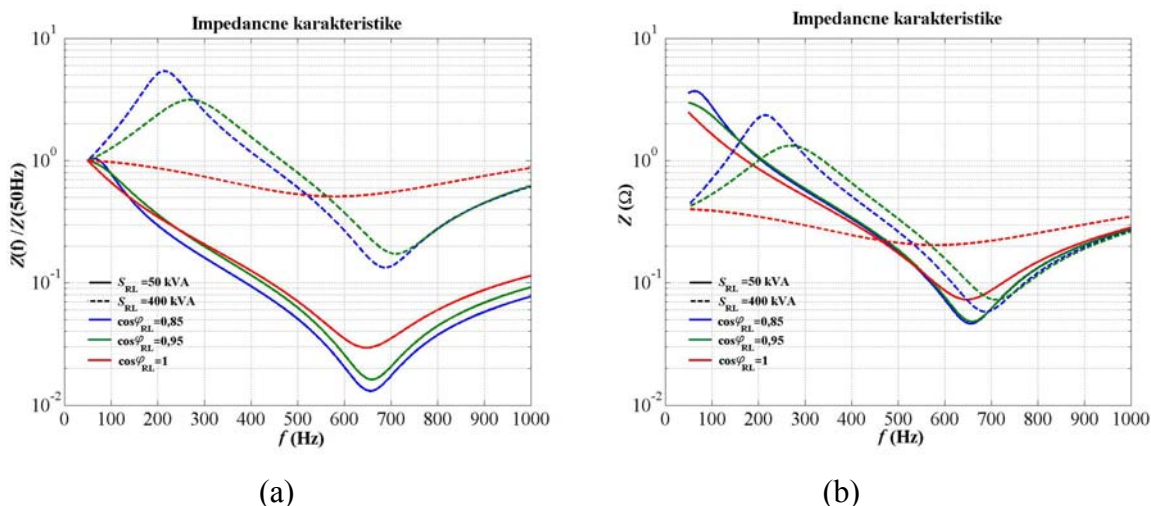 Impedancne karakteristike
Z(f) /Z(50Hz)
10^1
10^0
10^-1
10^-2
S_RL =50 kVA
S_RL =400 kVA
cosφ_RL=0,85
cosφ_RL=0,95
cosφ_RL=1
0 100 200 300 400 500 600 700 800 900 1000
f (Hz)
(a)
Impedancne karakteristike
Z (Ω)
10^1
10^0
10^-1
10^-2
S_RL =50 kVA
S_RL =400 kVA
cosφ_RL=0,85
cosφ_RL=0,95
cosφ_RL=1
0 100 200 300 400 500 600 700 800 900 1000
f (Hz)
(b)